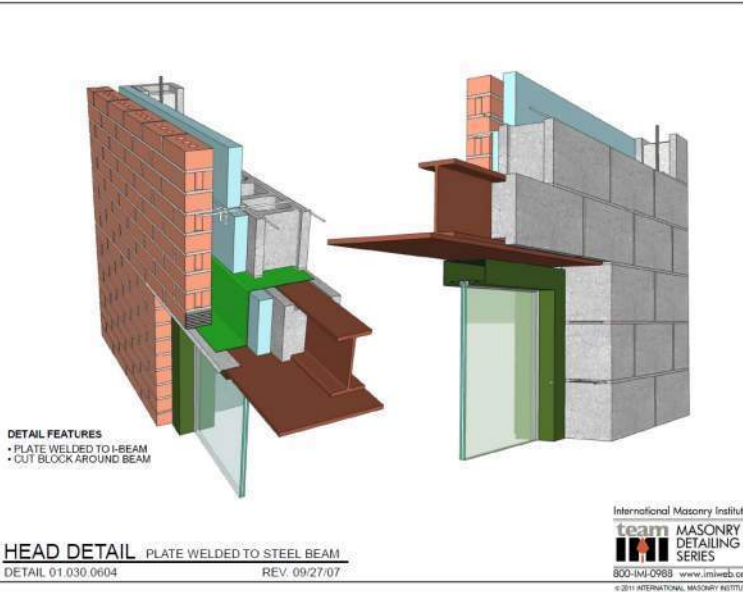 DETAIL FEATURES
• PLATE WELDED TO I-BEAM
• CUT BLOCK AROUND BEAM
HEAD DETAIL PLATE WELDED TO STEEL BEAM
DETAIL 01.030.0604 REV. 09/27/07
International Masonry Institut
team MASONRY
DETAILING
SERIES
800-IMI-0988 www.imiweb.
© 2011 INTERNATIONAL MASONRY INSTITU